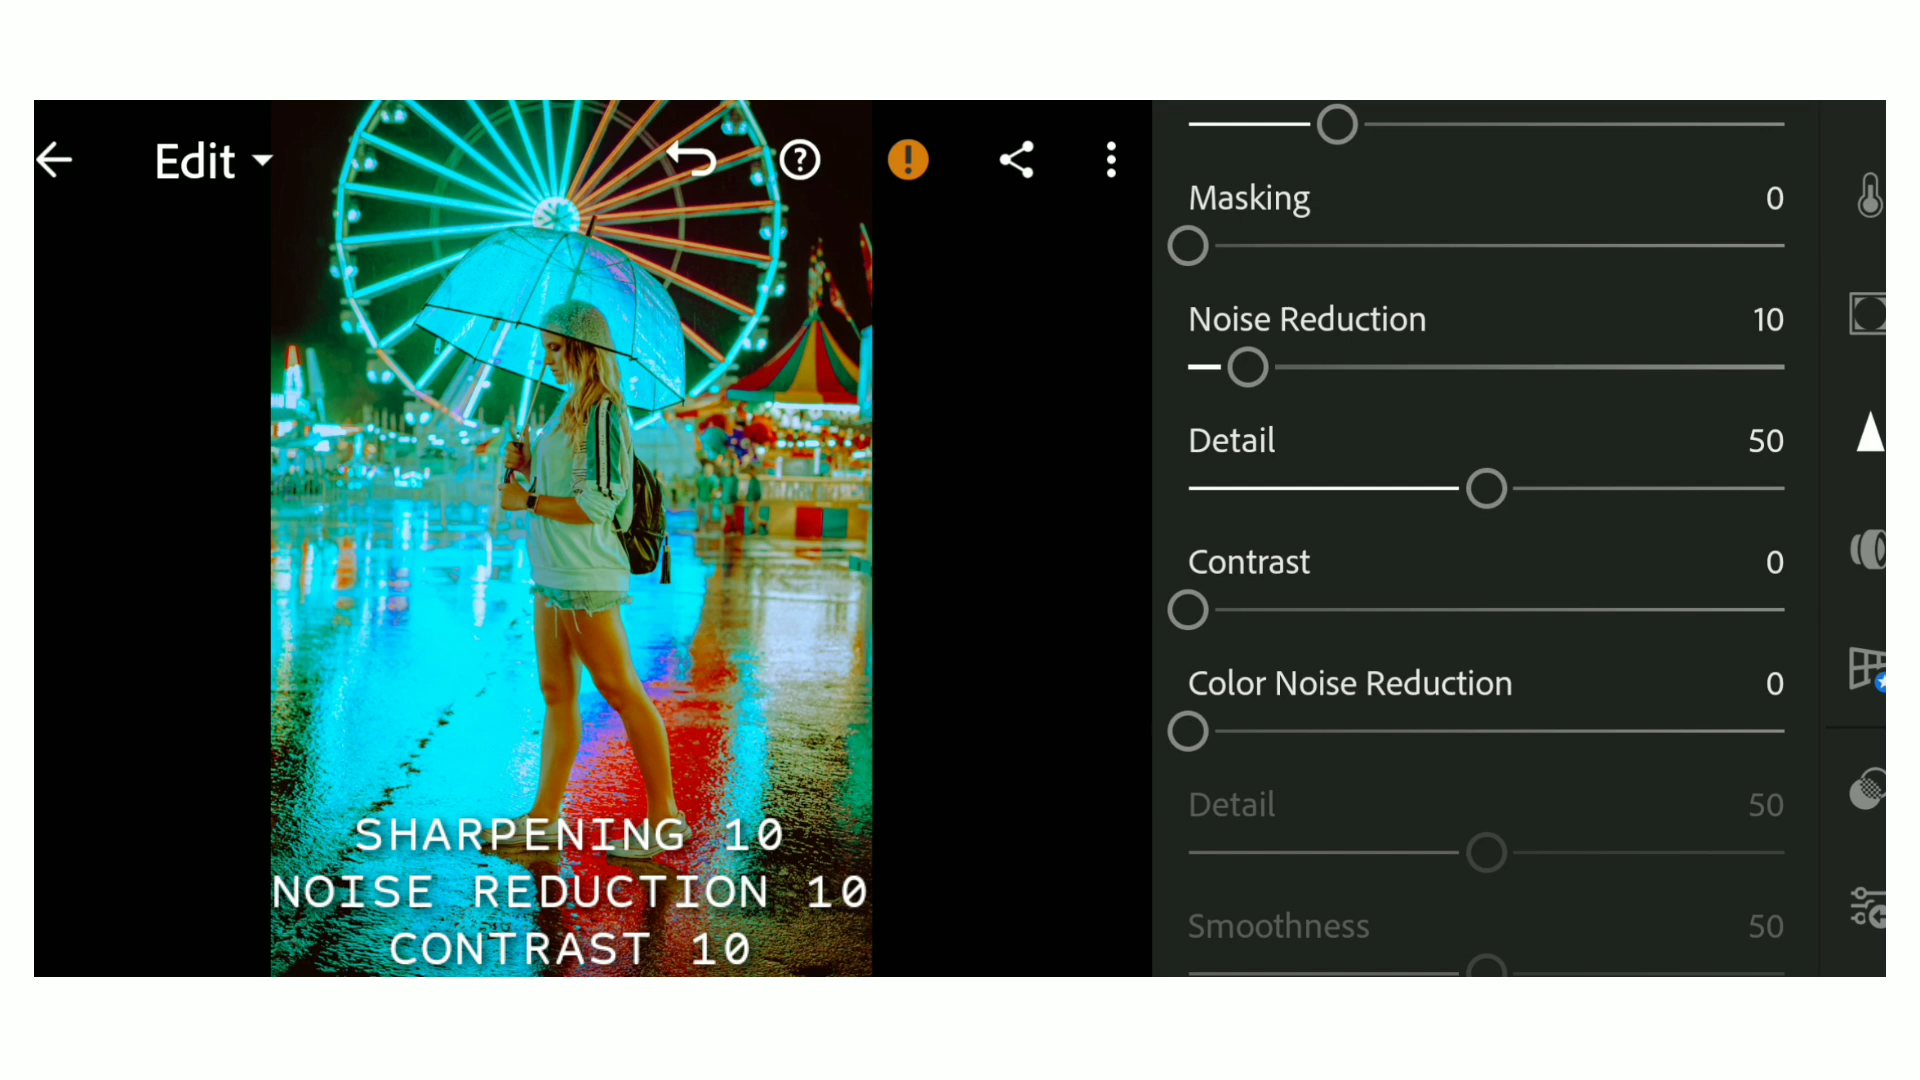 Edit
SHARPENING 10
NOISE REDUCTION 10
CONTRAST 10
Masking 0
Noise Reduction 10
Detail 50
Contrast 0
Color Noise Reduction 0
Detail 50
Smoothness 50